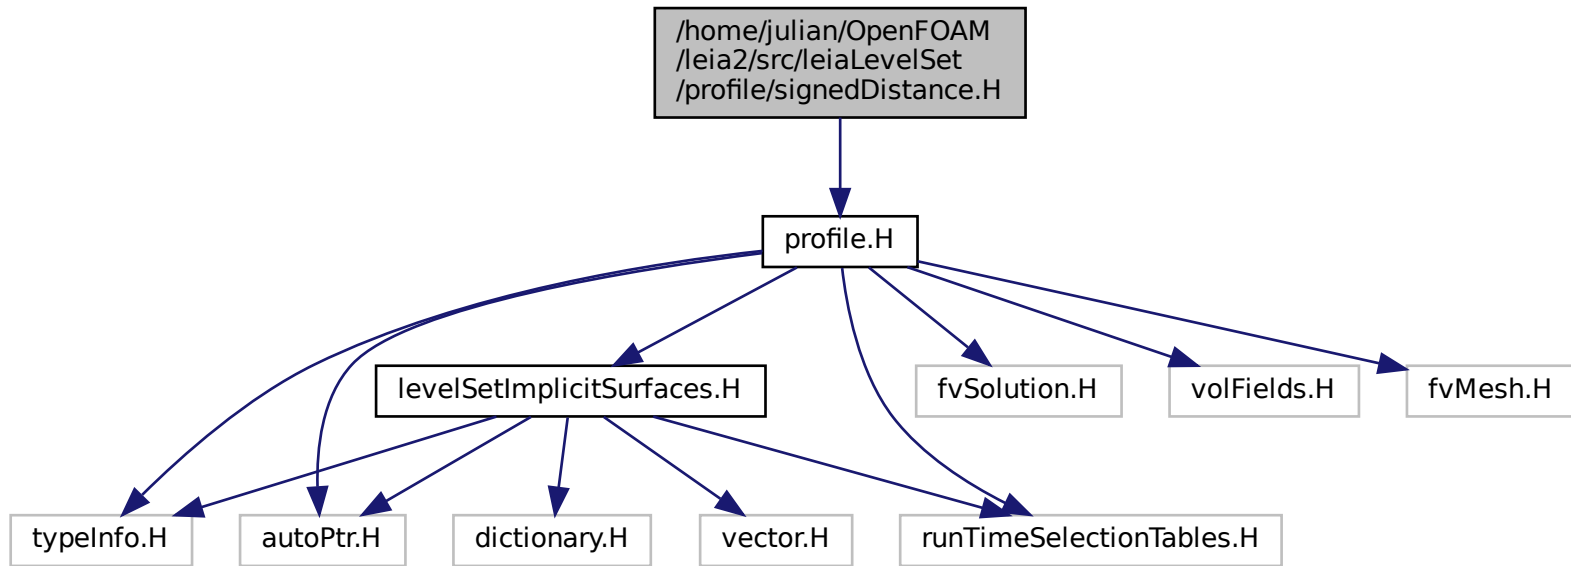 /home/julian/OpenFOAM
/leia2/src/leiaLevelSet
/profile/signedDistance.H
profile.H
levelSetImplicitSurfaces.H
fvSolution.H
volFields.H
fvMesh.H
typeInfo.H
autoPtr.H
dictionary.H
vector.H
runTimeSelectionTables.H